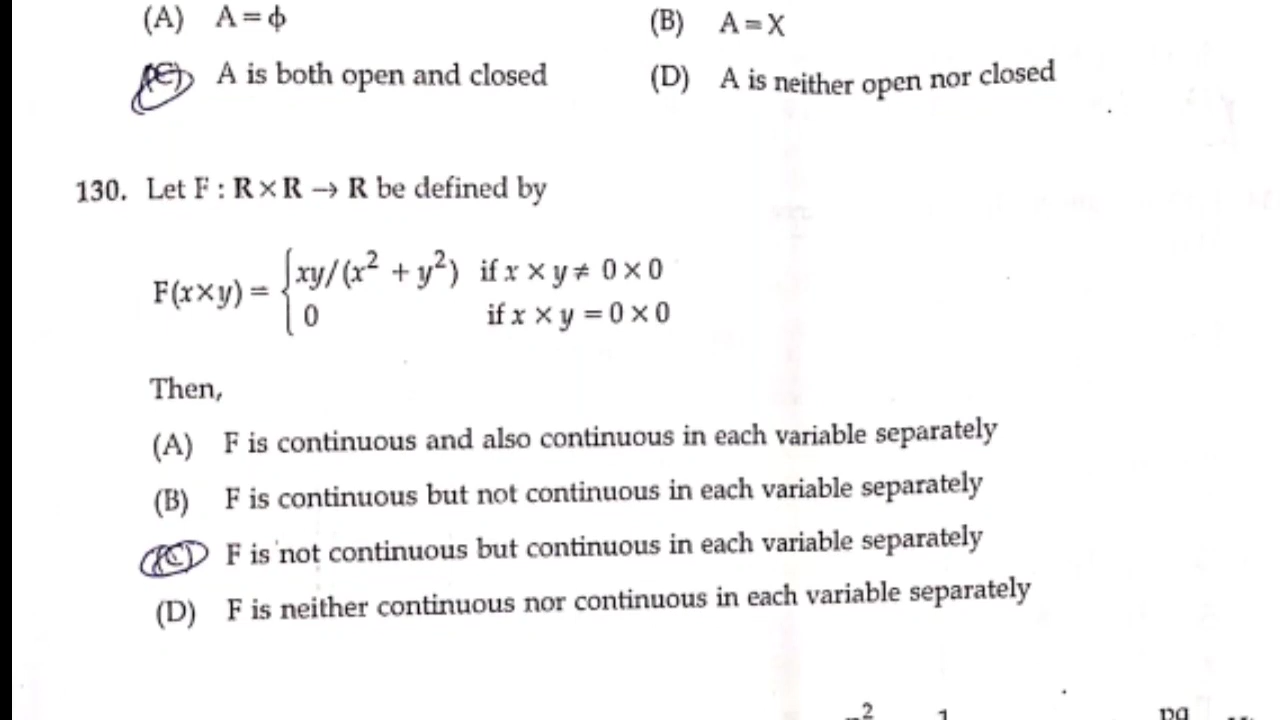 (A) A = ϕ (B) A = X
(C) A is both open and closed (D) A is neither open nor closed
130. Let F : R × R → R be defined by
F(x×y) = { xy/(x² + y²) if x × y ≠ 0 × 0
0 if x × y = 0 × 0
Then,
(A) F is continuous and also continuous in each variable separately
(B) F is continuous but not continuous in each variable separately
(C) F is not continuous but continuous in each variable separately
(D) F is neither continuous nor continuous in each variable separately
2 1 pq